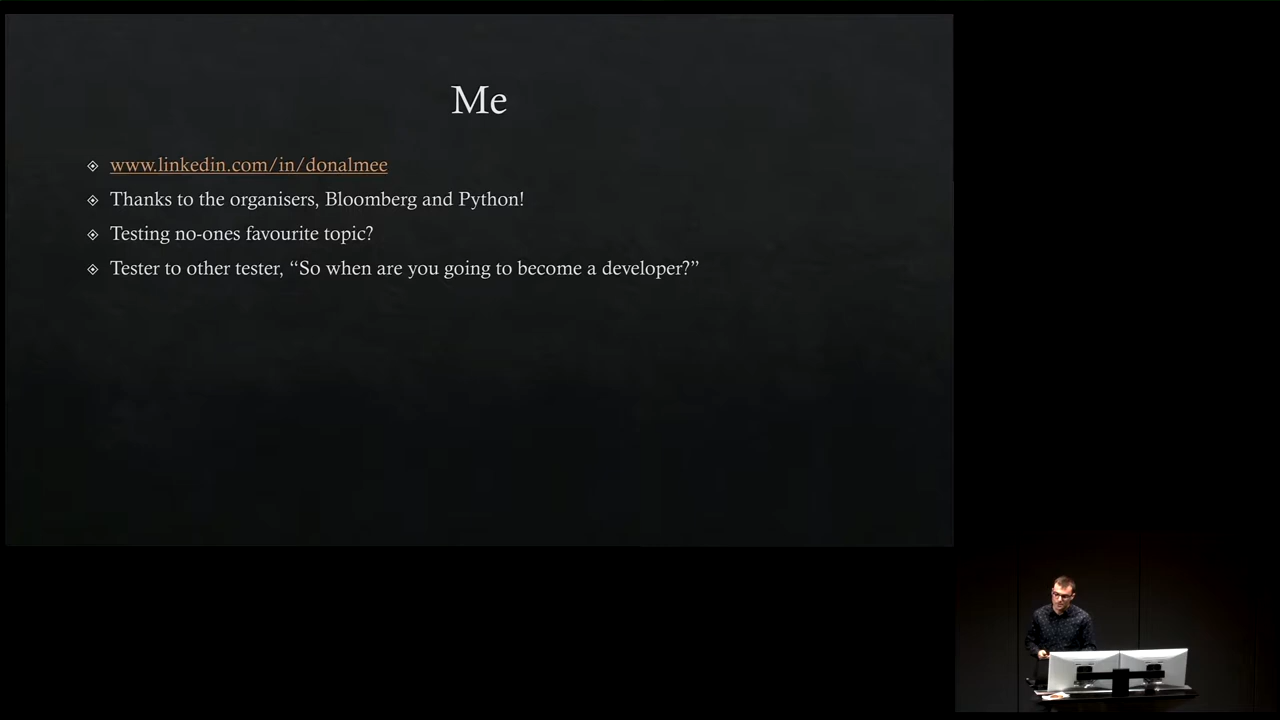 Me
www.linkedin.com/in/donalmee
Thanks to the organisers, Bloomberg and Python!
Testing no-ones favourite topic?
Tester to other tester, “So when are you going to become a developer?”